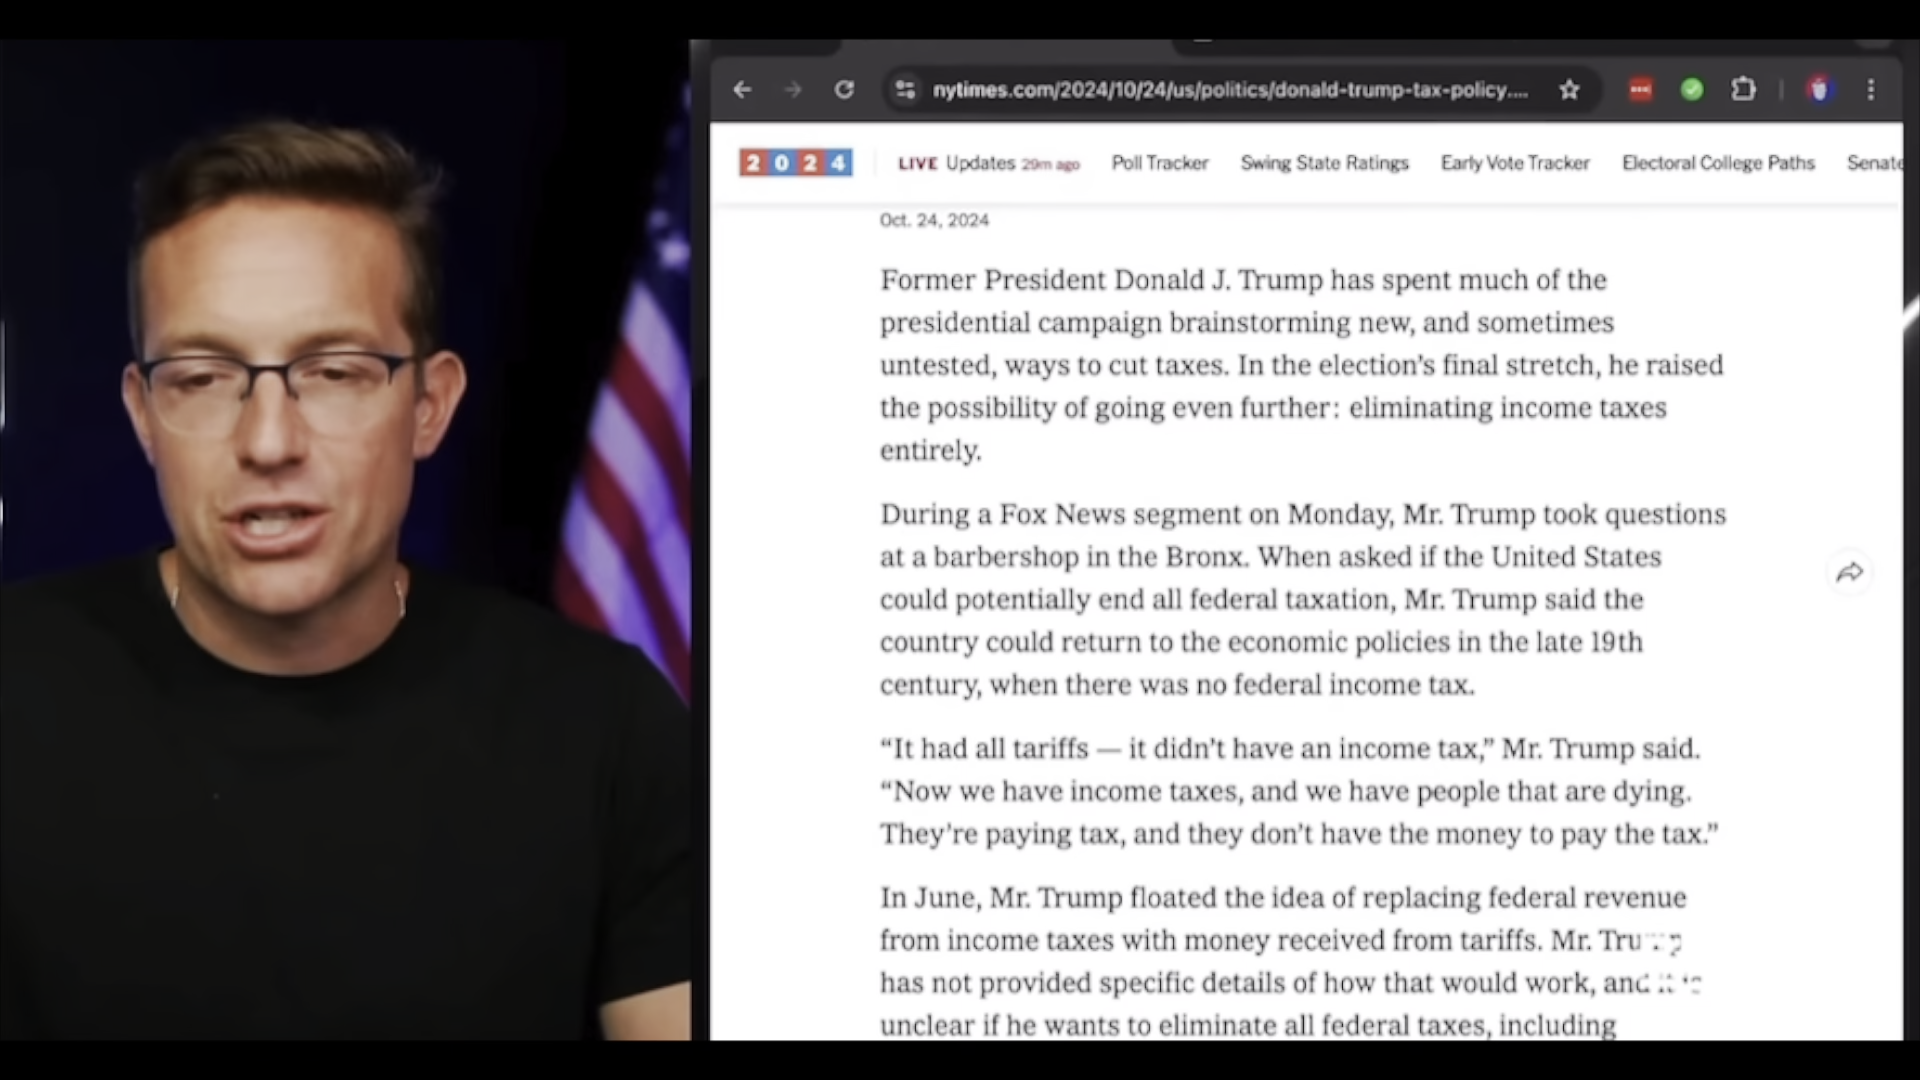 nytimes.com/2024/10/24/us/politics/donald-trump-tax-policy....
2024 LIVE Updates 29m ago Poll Tracker Swing State Ratings Early Vote Tracker Electoral College Paths Senate
Oct. 24, 2024
Former President Donald J. Trump has spent much of the
presidential campaign brainstorming new, and sometimes
untested, ways to cut taxes. In the election’s final stretch, he raised
the possibility of going even further: eliminating income taxes
entirely.
During a Fox News segment on Monday, Mr. Trump took questions
at a barbershop in the Bronx. When asked if the United States
could potentially end all federal taxation, Mr. Trump said the
country could return to the economic policies in the late 19th
century, when there was no federal income tax.
“It had all tariffs — it didn’t have an income tax,” Mr. Trump said.
“Now we have income taxes, and we have people that are dying.
They’re paying tax, and they don’t have the money to pay the tax.”
In June, Mr. Trump floated the idea of replacing federal revenue
from income taxes with money received from tariffs. Mr.
has not provided specific details of how that would work, and
unclear if he wants to eliminate all federal taxes, including